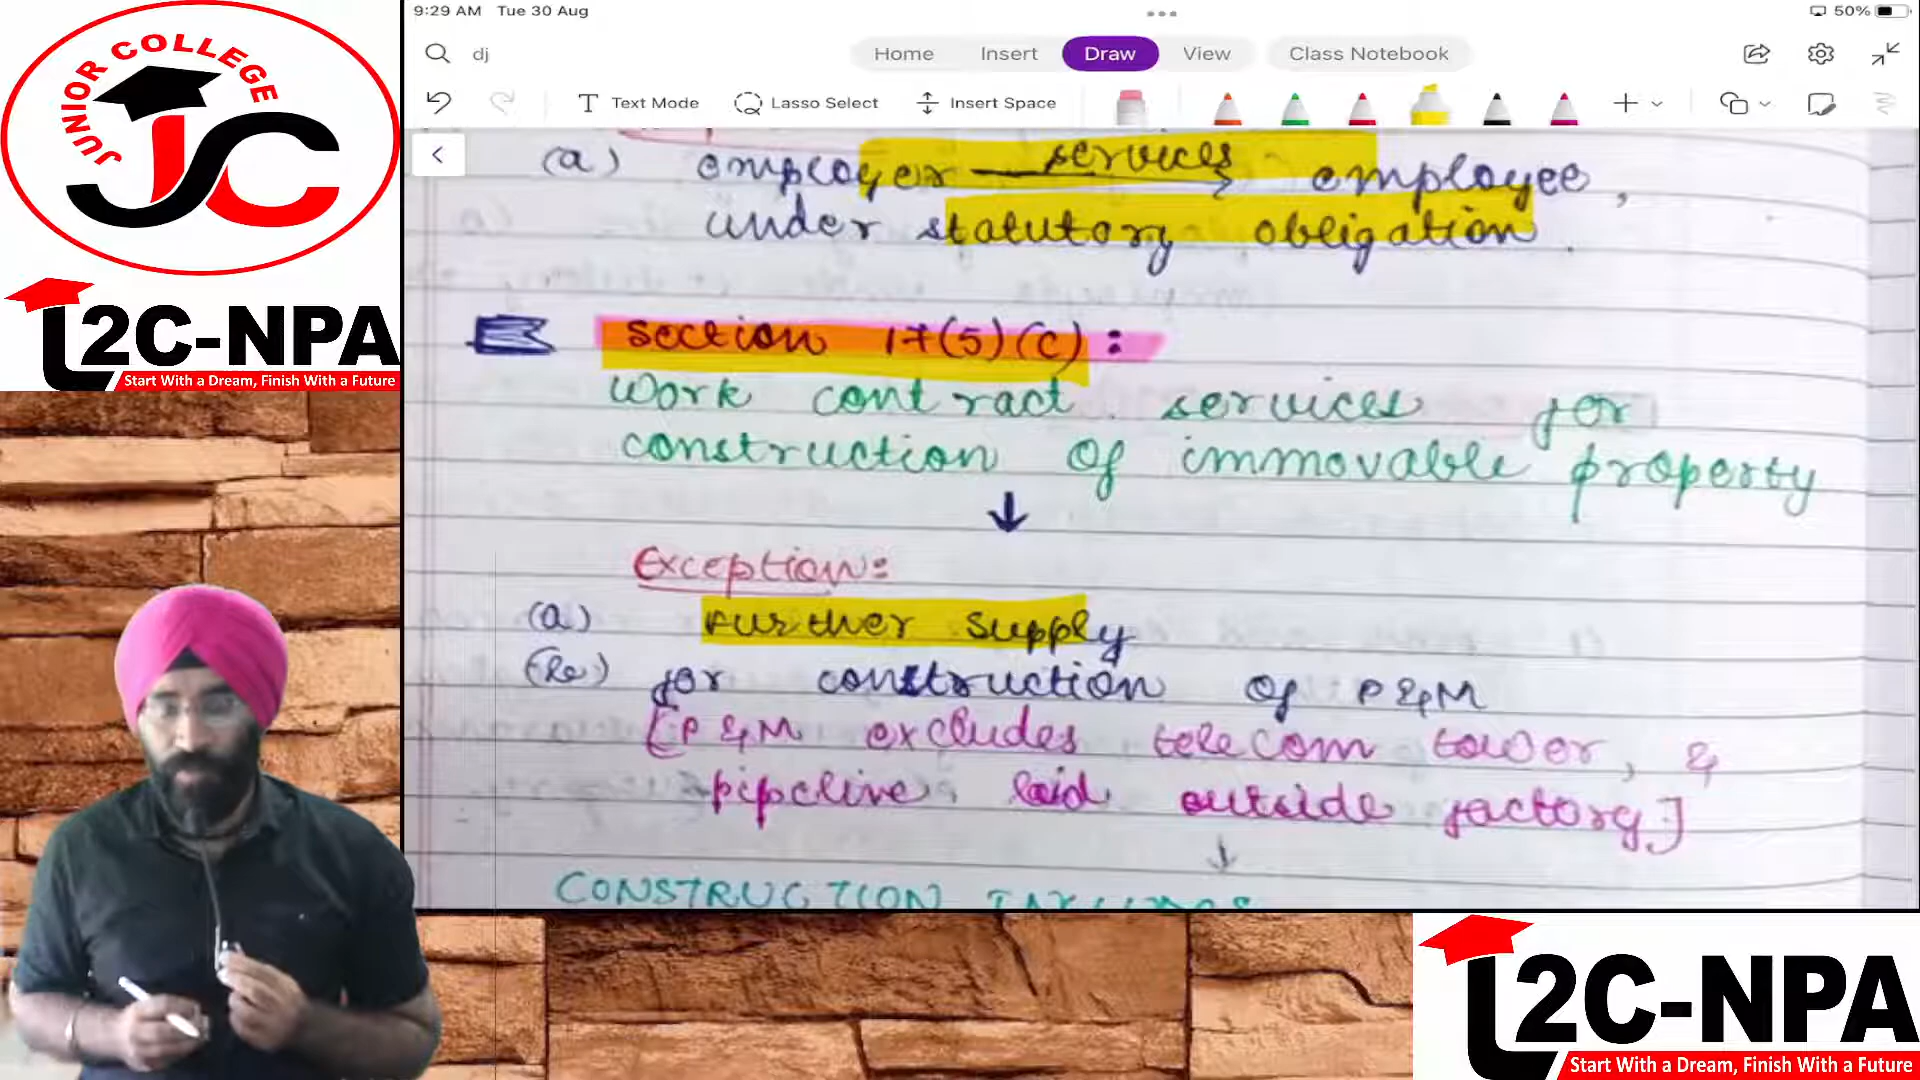 JUNIOR COLLEGE
JC
L2C-NPA
Start With a Dream, Finish With a Future
9:29 AM Tue 30 Aug
50%
dj
Home Insert Draw View Class Notebook
Text Mode Lasso Select Insert Space
(a) employer services employee,
under statutory obligation.
section 17(5)(c):
work contract services for
construction of immovable property
Exception:
(a) Further supply
(b) for construction of P&M
[P&M excludes telecom tower, &
pipeline laid outside factory]
CONSTRUCTION
L2C-NPA
Start With a Dream, Finish With a Future